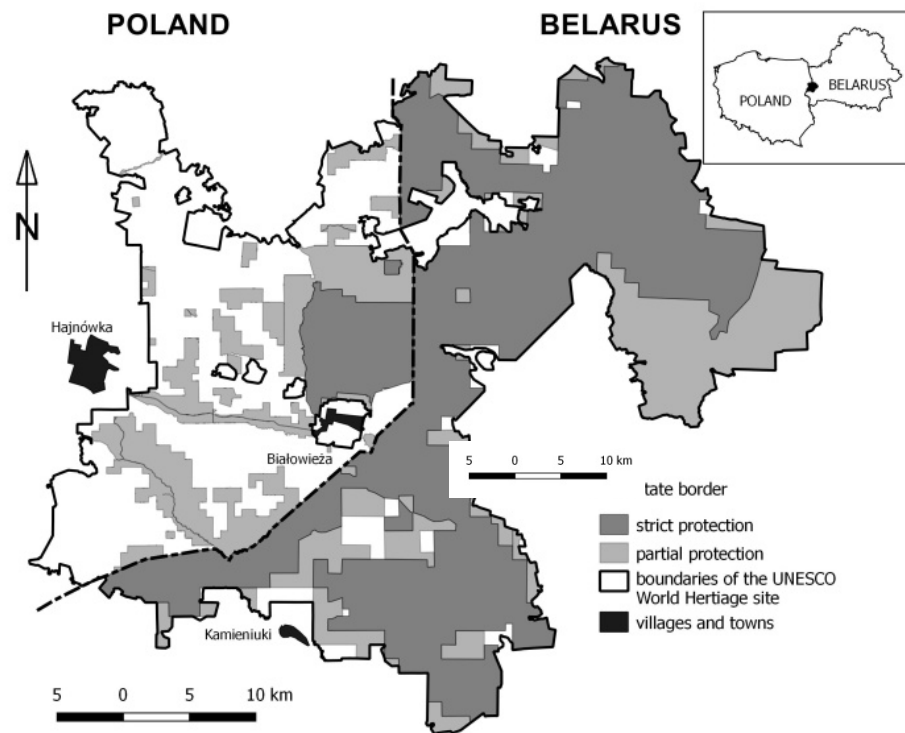 POLAND
BELARUS
POLAND
BELARUS
N
Hajnówka
Białowieża
5 0 5 10 km
tate border
strict protection
partial protection
boundaries of the UNESCO
World Hertiage site
villages and towns
Kamieniuki
5 0 5 10 km